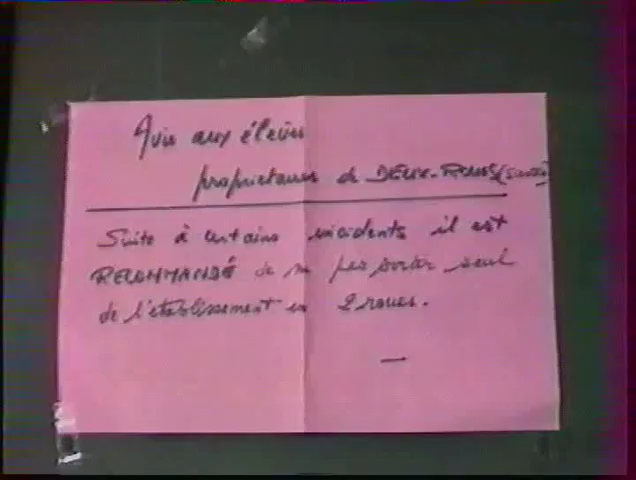 Avis aux élèves
propriétaires de DEUX-ROUES
Suite à certains incidents il est
RECOMMANDÉ de ne pas sortir seul
de l'établissement en 2 roues.